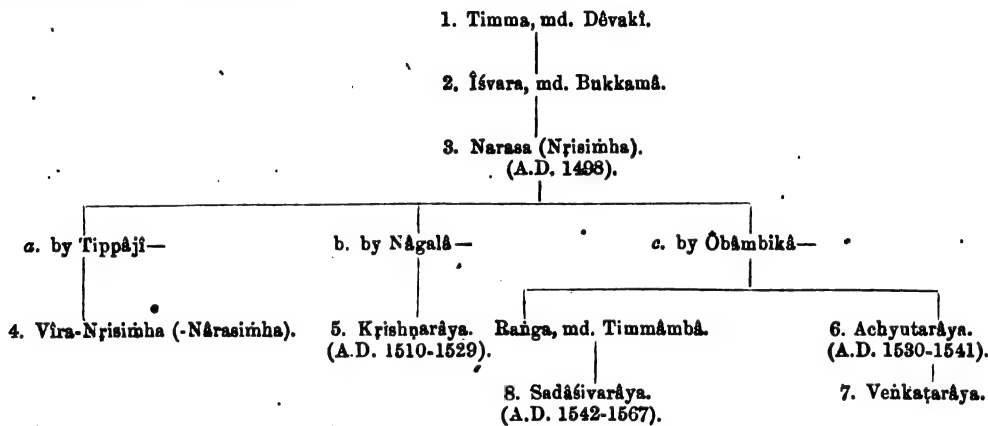 1. Timma, md. Dêvakî.
2. Îśvara, md. Bukkamâ.
3. Narasa (Nṛisiṁha).
(A.D. 1498).
a. by Tippâjî—
b. by Nâgalâ—
c. by Ôbâmbikâ—
4. Vîra-Nṛisiṁha (-Nârasiṁha).
5. Kṛishṇarâya.
(A.D. 1510-1529).
Raṅga, md. Timmâmbâ.
6. Achyutarâya.
(A.D. 1530-1541).
8. Sadâśivarâya.
(A.D. 1542-1567).
7. Veṅkaṭarâya.